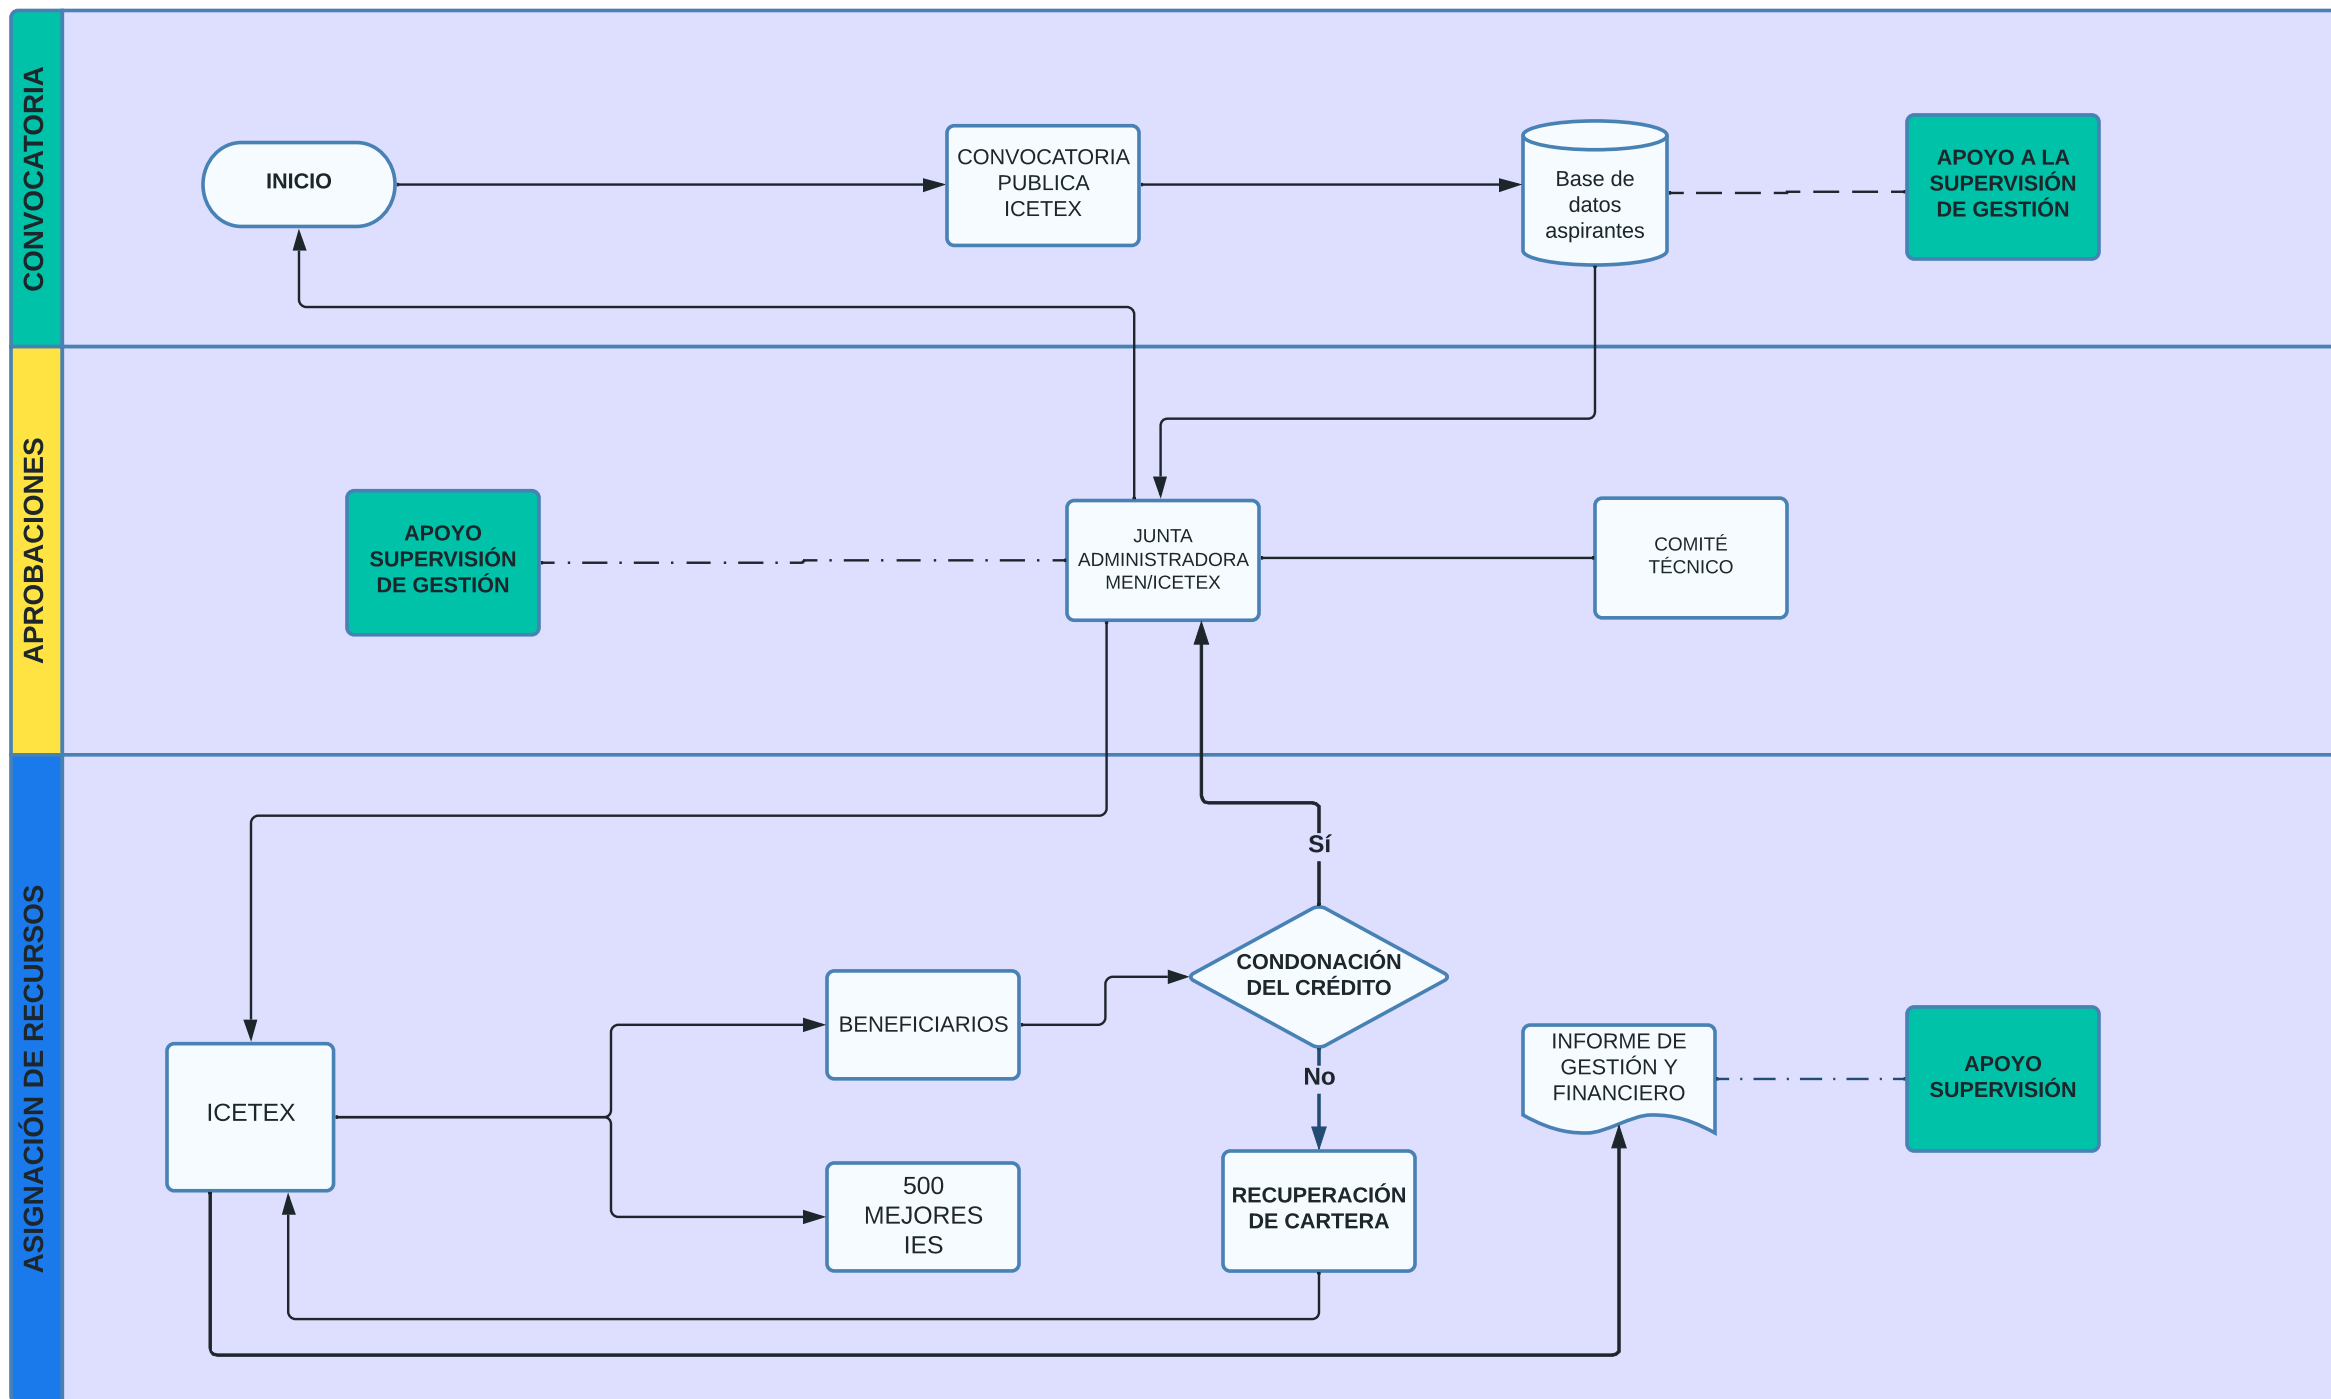 CONVOCATORIA
INICIO
CONVOCATORIA
PUBLICA
ICETEX
Base de
datos
aspirantes
APOYO A LA
SUPERVISIÓN
DE GESTIÓN
APROBACIONES
APOYO
SUPERVISIÓN
DE GESTIÓN
JUNTA
ADMINISTRADORA
MEN/ICETEX
COMITÉ
TÉCNICO
ASIGNACIÓN DE RECURSOS
Sí
CONDONACIÓN
DEL CRÉDITO
BENEFICIARIOS
No
ICETEX
INFORME DE
GESTIÓN Y
FINANCIERO
APOYO
SUPERVISIÓN
500
MEJORES
IES
RECUPERACIÓN
DE CARTERA